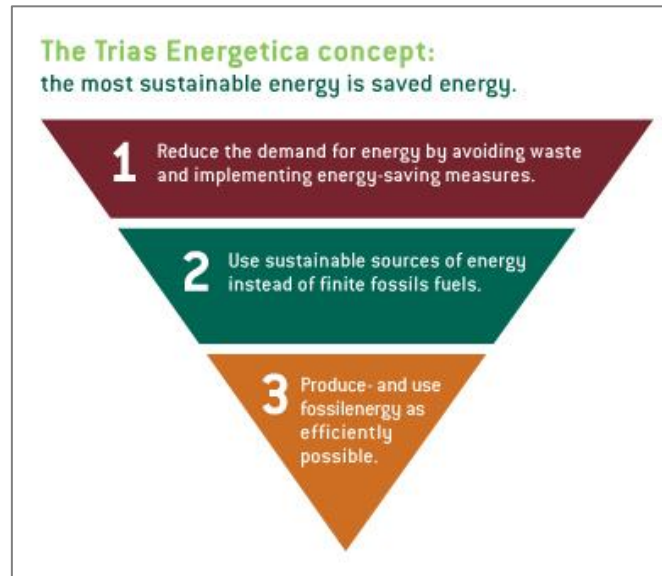 The Trias Energetica concept:
the most sustainable energy is saved energy.
1 Reduce the demand for energy by avoiding waste
and implementing energy-saving measures.
2 Use sustainable sources of energy
instead of finite fossils fuels.
3 Produce- and use
fossilenergy as
efficiently
possible.